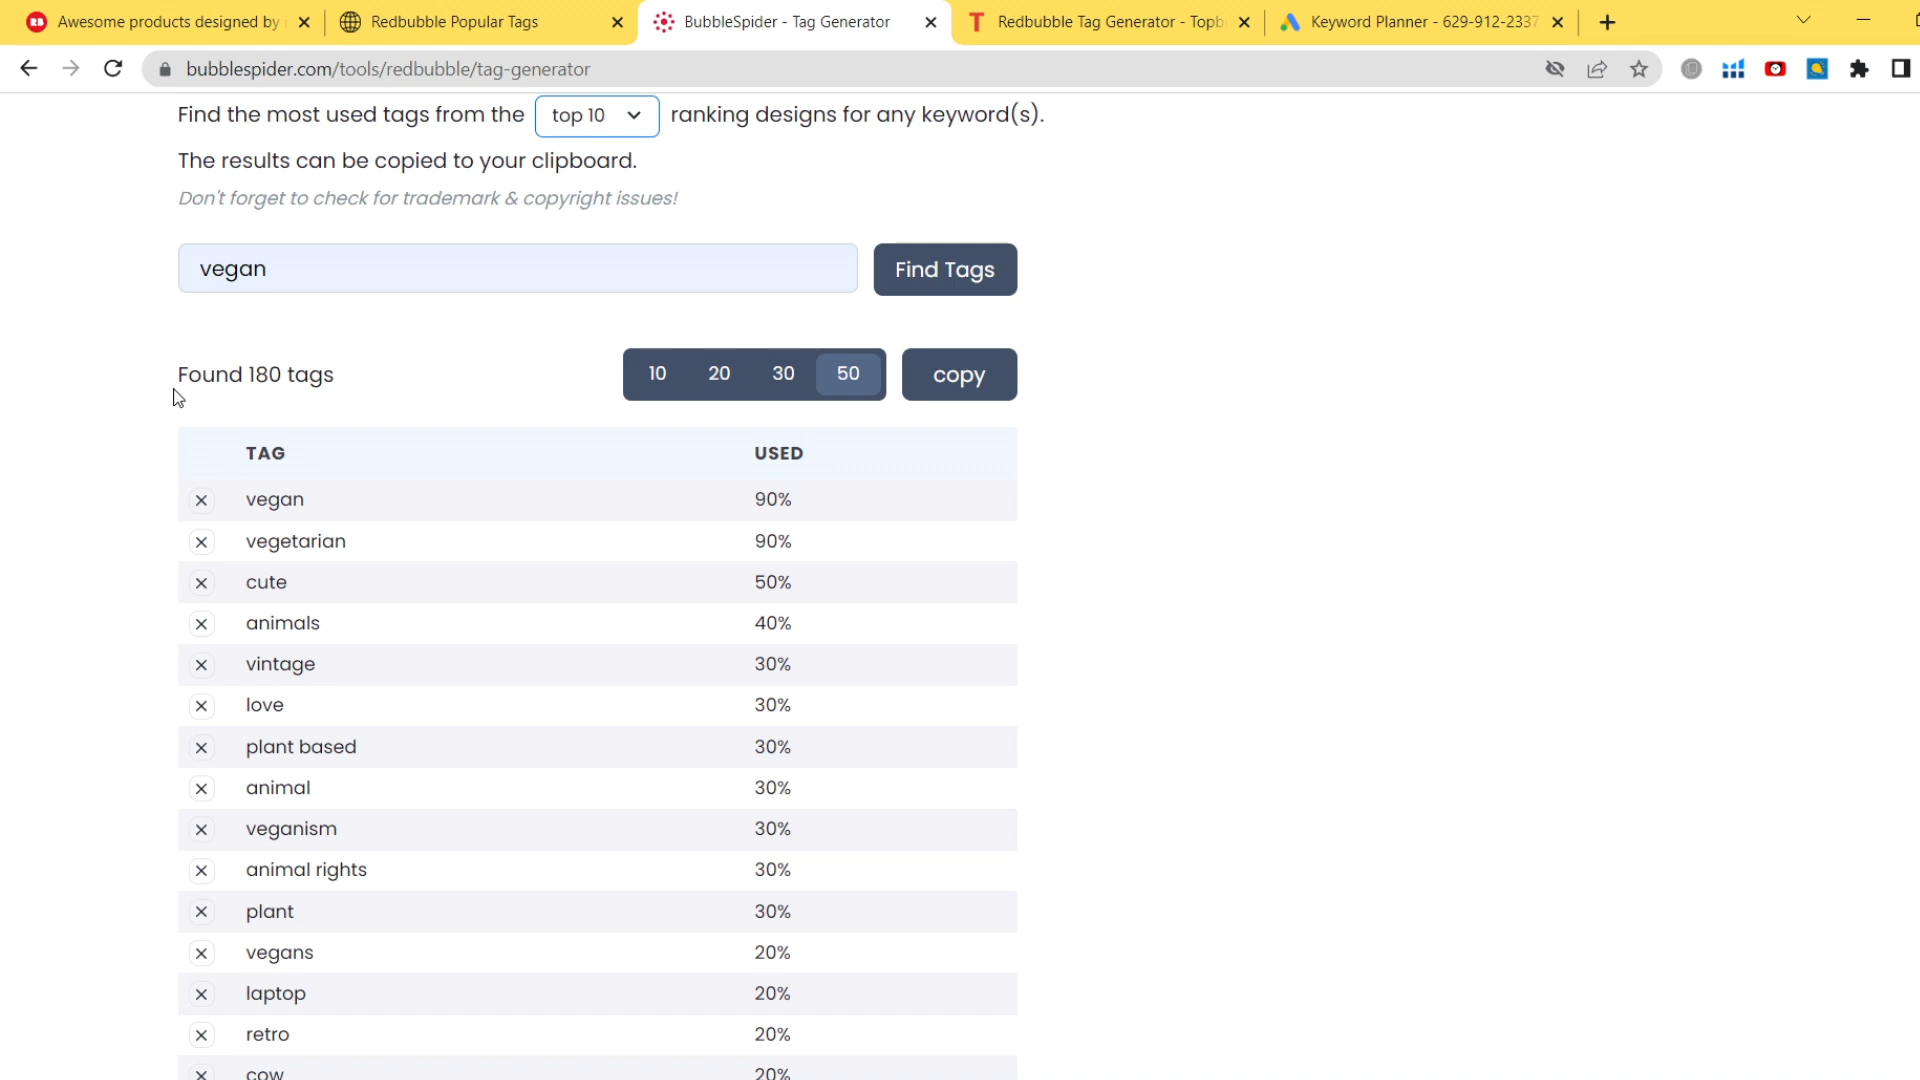 Awesome products designed by
Redbubble Popular Tags
BubbleSpider - Tag Generator
Redbubble Tag Generator - Topb
Keyword Planner - 629-912-2337
bubblespider.com/tools/redbubble/tag-generator
Find the most used tags from the top 10 ranking designs for any keyword(s).
The results can be copied to your clipboard.
Don't forget to check for trademark & copyright issues!
vegan Find Tags
Found 180 tags 10 20 30 50 copy
TAG USED
vegan 90%
vegetarian 90%
cute 50%
animals 40%
vintage 30%
love 30%
plant based 30%
animal 30%
veganism 30%
animal rights 30%
plant 30%
vegans 20%
laptop 20%
retro 20%
cow 20%